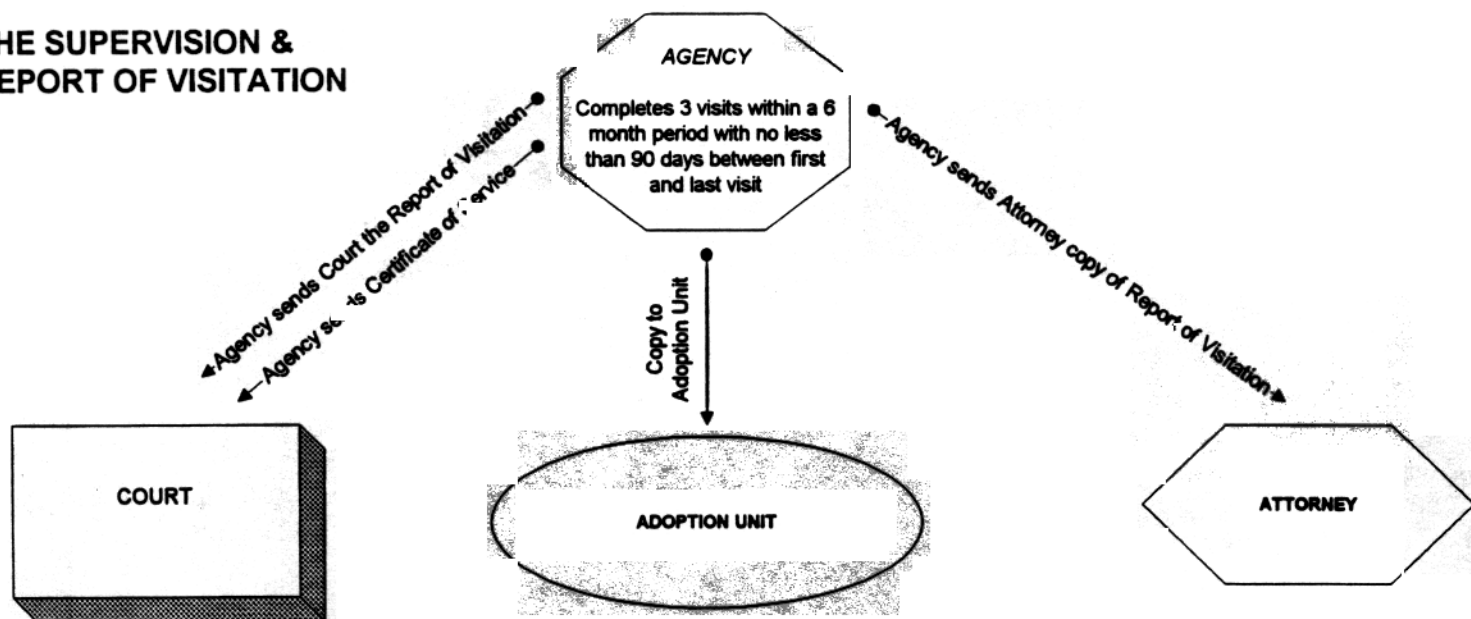 HE SUPERVISION &
EPORT OF VISITATION
AGENCY
Completes 3 visits within a 6
month period with no less
than 90 days between first
and last visit
Agency sends Court the Report of Visitation
Agency sends Certificate of Service
Copy to
Adoption Unit
Agency sends Attorney copy of Report of Visitation
COURT
ADOPTION UNIT
ATTORNEY